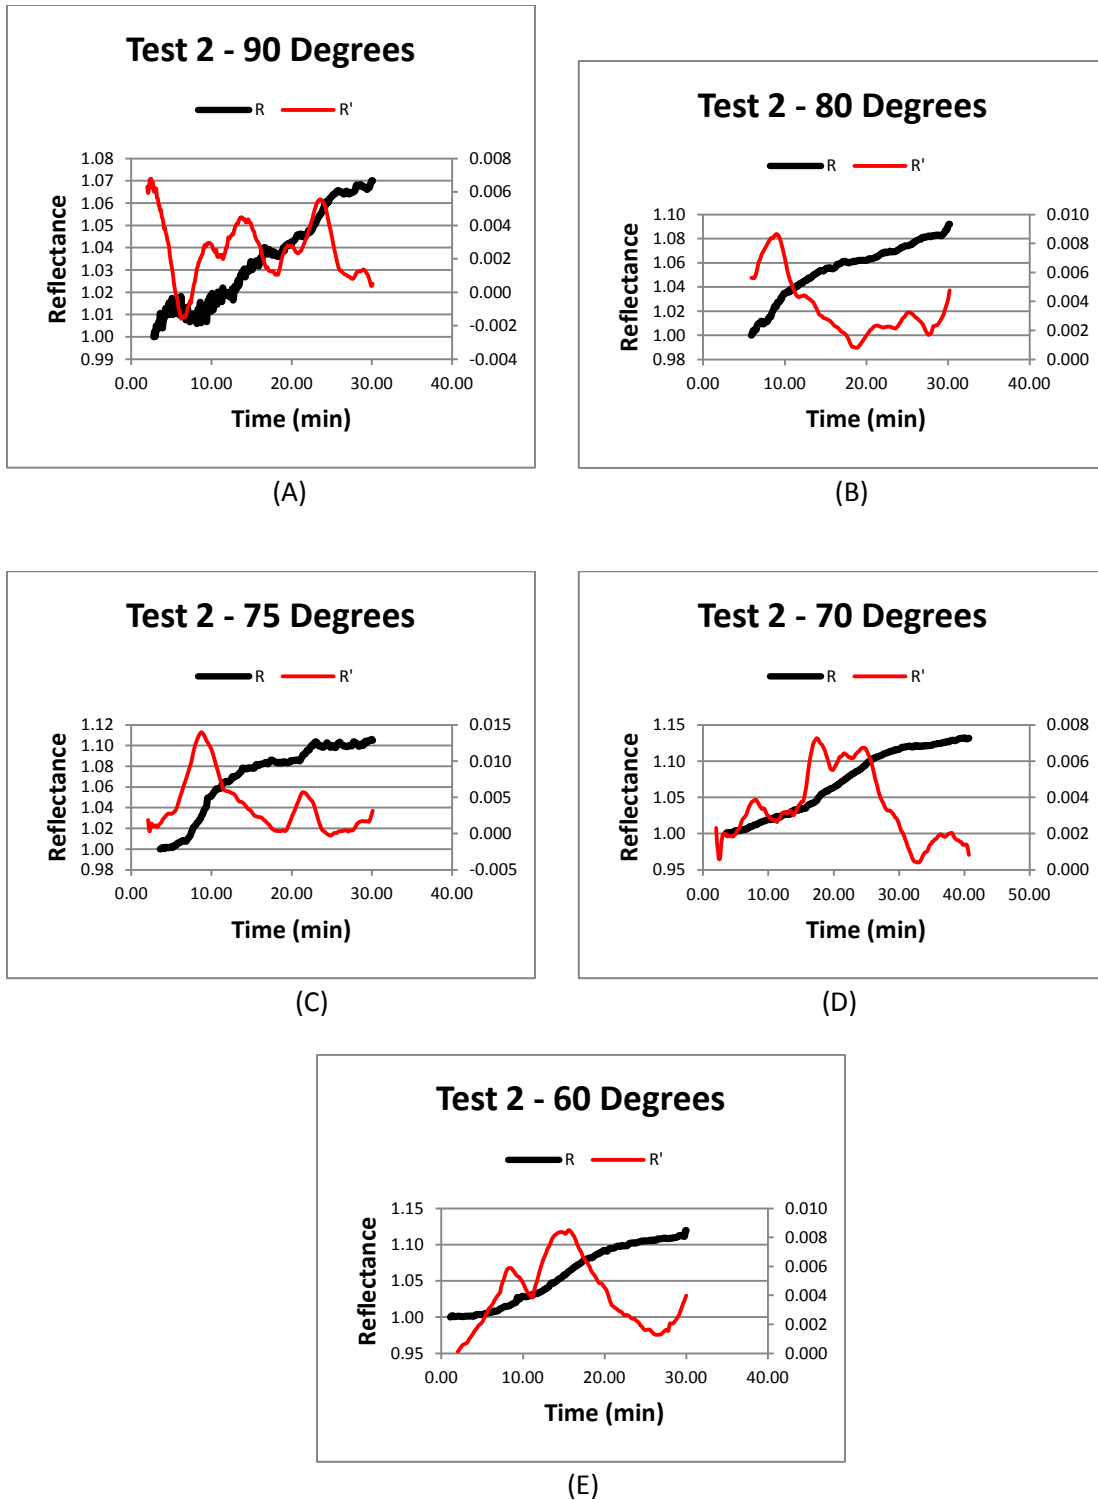 Test 2 - 90 Degrees
R R'
1.08
1.07
1.06
1.05
1.04
1.03
1.02
1.01
1.00
0.99
0.008
0.006
0.004
0.002
0.000
-0.002
-0.004
0.00 10.00 20.00 30.00 40.00
Reflectance
Time (min)
(A)
Test 2 - 80 Degrees
R R'
1.10
1.08
1.06
1.04
1.02
1.00
0.98
0.010
0.008
0.006
0.004
0.002
0.000
0.00 10.00 20.00 30.00 40.00
Reflectance
Time (min)
(B)
Test 2 - 75 Degrees
R R'
1.12
1.10
1.08
1.06
1.04
1.02
1.00
0.98
0.015
0.010
0.005
0.000
-0.005
0.00 10.00 20.00 30.00 40.00
Reflectance
Time (min)
(C)
Test 2 - 70 Degrees
R R'
1.15
1.10
1.05
1.00
0.95
0.008
0.006
0.004
0.002
0.000
0.00 10.00 20.00 30.00 40.00 50.00
Reflectance
Time (min)
(D)
Test 2 - 60 Degrees
R R'
1.15
1.10
1.05
1.00
0.95
0.010
0.008
0.006
0.004
0.002
0.000
0.00 10.00 20.00 30.00 40.00
Reflectance
Time (min)
(E)